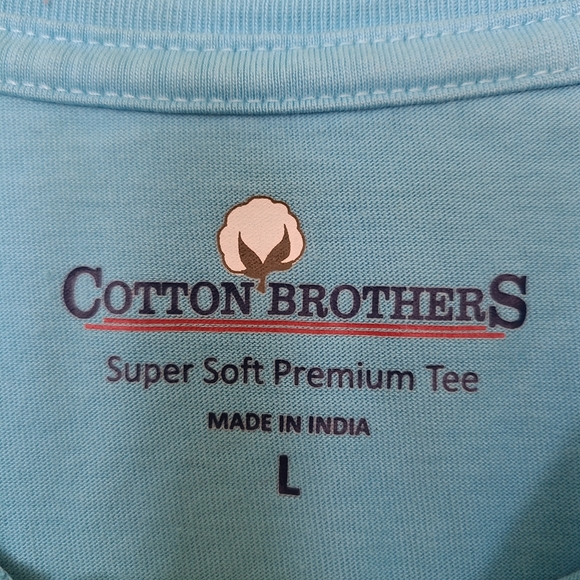 COTTON BROTHERS
Super Soft Premium Tee
MADE IN INDIA
L